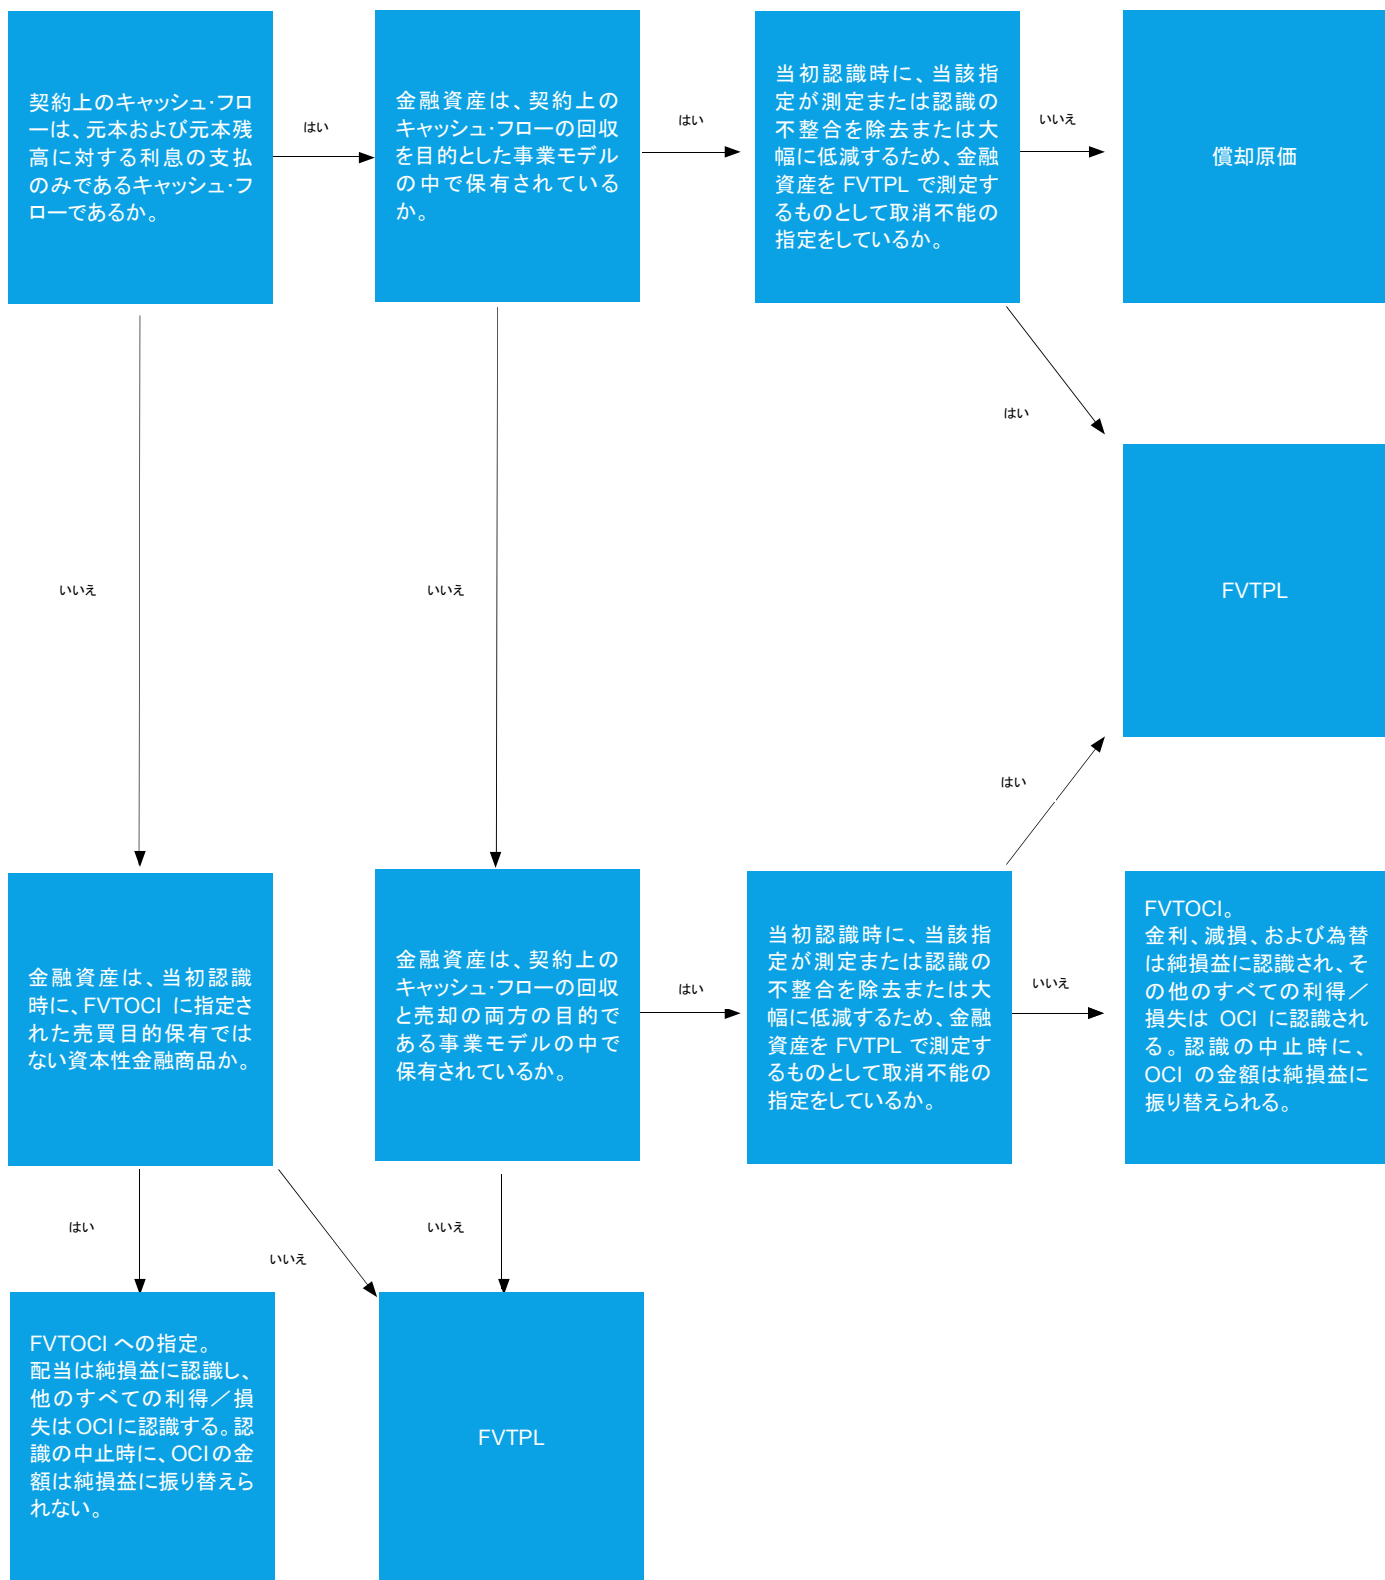 契約上のキャッシュ・フロ
ーは、元本および元本残
高に対する利息の支払
のみであるキャッシュ・フ
ローであるか。
はい
金融資産は、契約上の
キャッシュ・フローの回収
を目的とした事業モデル
の中で保有されている
か。
はい
当初認識時に、当該指
定が測定または認識の
不整合を除去または大
幅に低減するため、金融
資産を FVTPL で測定す
るものとして取消不能の
指定をしているか。
いいえ
償却原価
はい
いいえ
いいえ
FVTPL
はい
金融資産は、当初認識
時に、FVTOCI に指定さ
れた売買目的保有では
ない資本性金融商品か。
金融資産は、契約上の
キャッシュ・フローの回収
と売却の両方の目的で
ある事業モデルの中で
保有されているか。
はい
当初認識時に、当該指
定が測定または認識の
不整合を除去または大
幅に低減するため、金融
資産を FVTPL で測定す
るものとして取消不能の
指定をしているか。
いいえ
FVTOCI。
金利、減損、および為替
は純損益に認識され、そ
の他のすべての利得／
損失は OCI に認識され
る。認識の中止時に、
OCI の金額は純損益に
振り替えられる。
はい
いいえ
いいえ
FVTOCI への指定。
配当は純損益に認識し、
他のすべての利得／損
失は OCI に認識する。認
識の中止時に、OCI の金
額は純損益に振り替えら
れない。
FVTPL